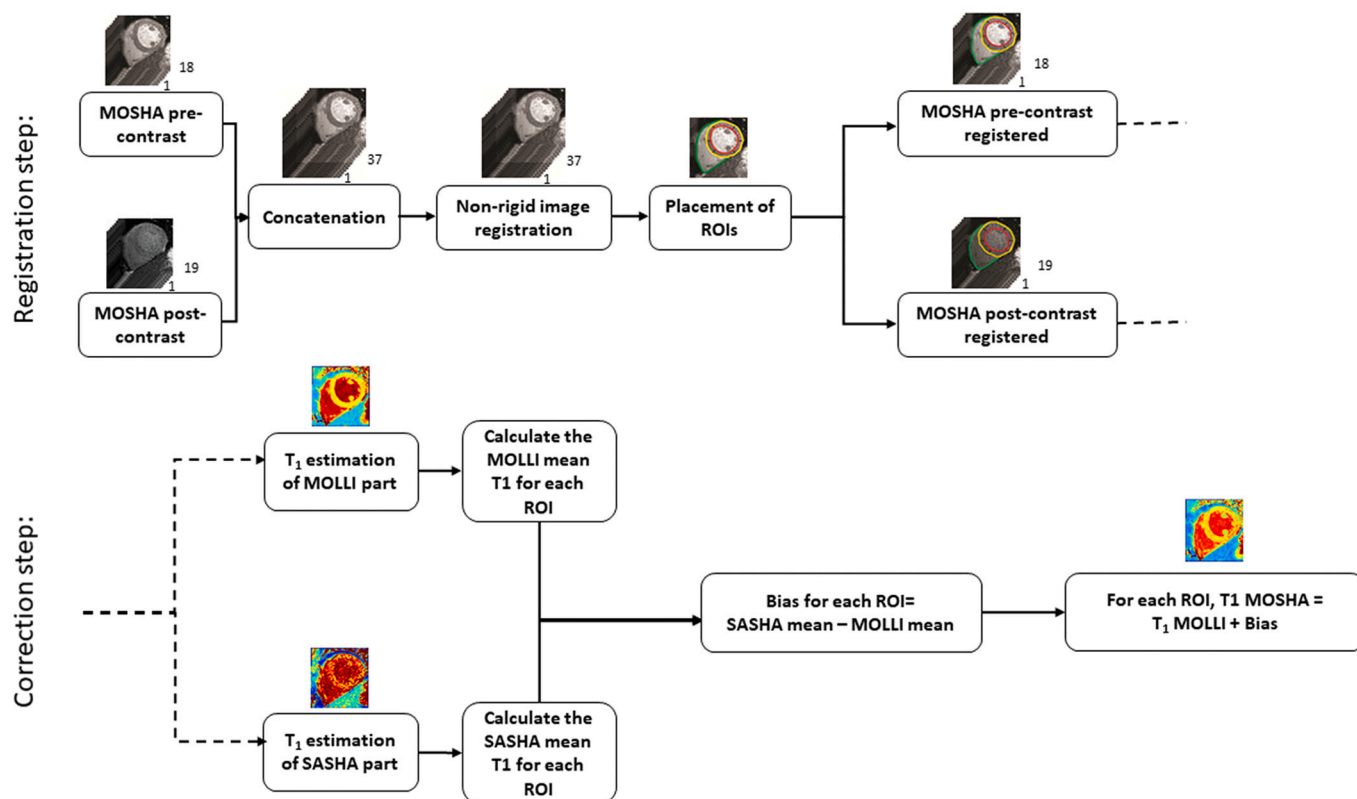 Registration step:
18
1
MOSHA pre-
contrast
19
1
MOSHA post-
contrast
37
1
Concatenation
37
1
Non-rigid image
registration
Placement of
ROIs
18
1
MOSHA pre-contrast
registered
19
1
MOSHA post-contrast
registered
Correction step:
T₁ estimation
of MOLLI part
Calculate the
MOLLI mean
T1 for each
ROI
T₁ estimation
of SASHA part
Calculate the
SASHA mean
T1 for each
ROI
Bias for each ROI=
SASHA mean – MOLLI mean
For each ROI, T1 MOSHA =
T₁ MOLLI + Bias